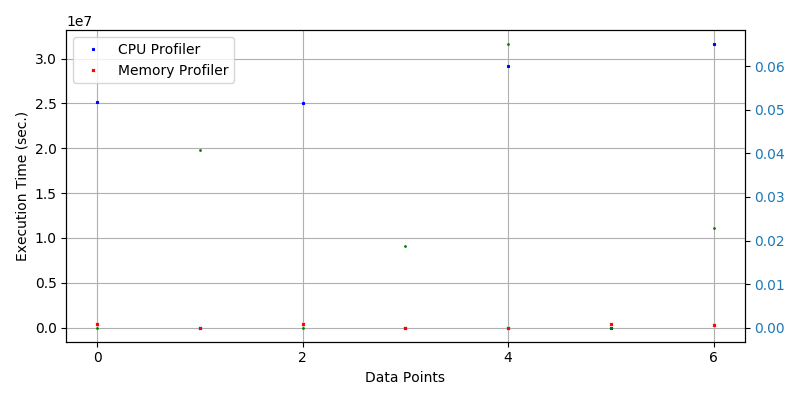 1e7
CPU Profiler
Memory Profiler
3.0
2.5
2.0
1.5
1.0
0.5
0.0
Execution Time (sec.)
0.06
0.05
0.04
0.03
0.02
0.01
0.00
0 2 4 6
Data Points